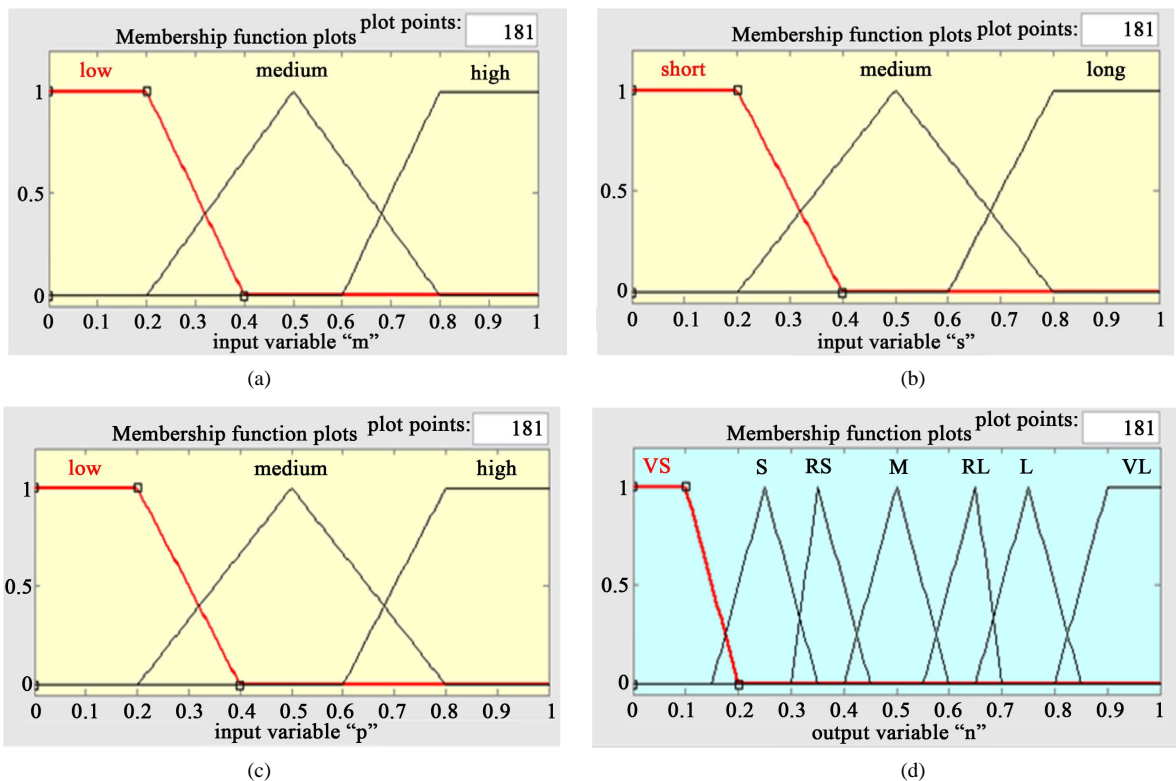 Membership function plots plot points: 181
low medium high
1
0.5
0
0 0.1 0.2 0.3 0.4 0.5 0.6 0.7 0.8 0.9 1
input variable “m”
(a)
Membership function plots plot points: 181
short medium long
1
0.5
0
0 0.1 0.2 0.3 0.4 0.5 0.6 0.7 0.8 0.9 1
input variable “s”
(b)
Membership function plots plot points: 181
low medium high
1
0.5
0
0 0.1 0.2 0.3 0.4 0.5 0.6 0.7 0.8 0.9 1
input variable “p”
(c)
Membership function plots plot points: 181
VS S RS M RL L VL
1
0.5
0
0 0.1 0.2 0.3 0.4 0.5 0.6 0.7 0.8 0.9 1
output variable “n”
(d)